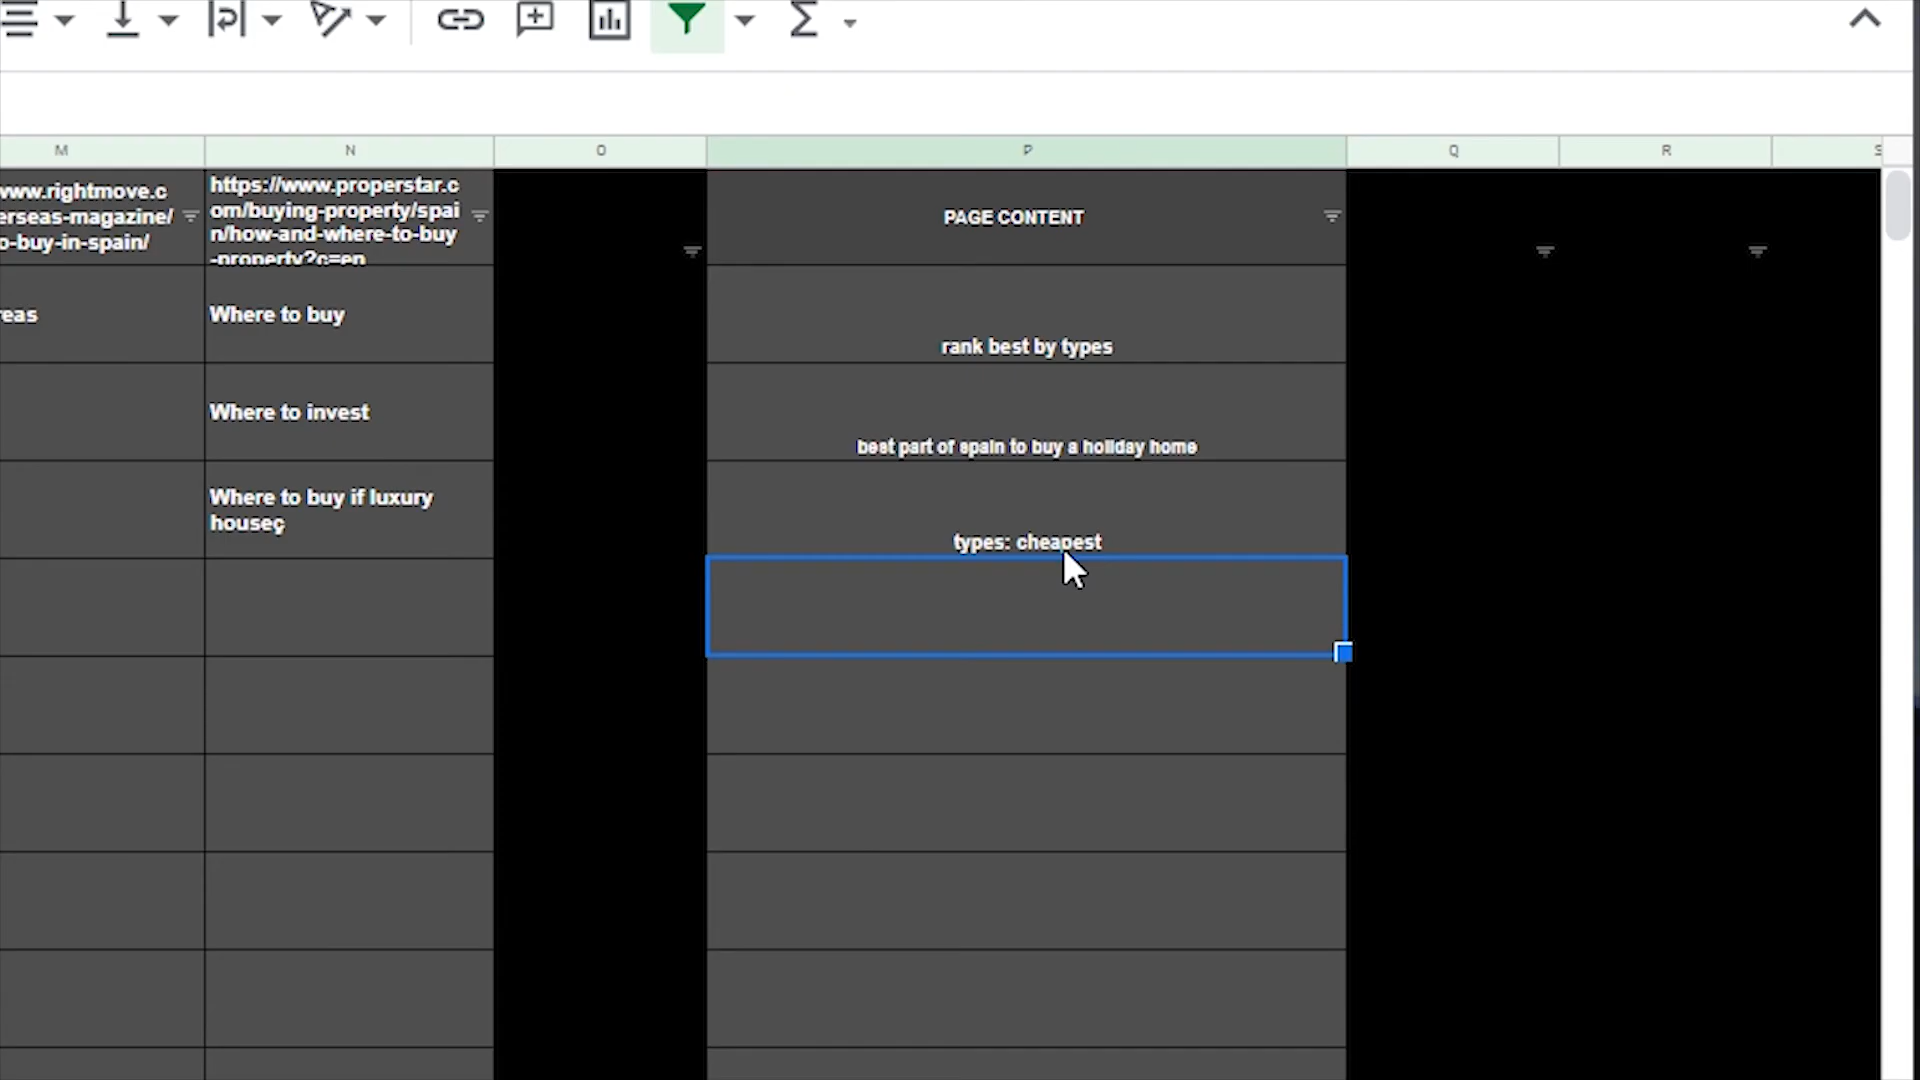 M N O P Q R S
www.rightmove.c
erseas-magazine/
o-buy-in-spain/
https://www.properstar.c
om/buying-property/spai
n/how-and-where-to-buy
-property?c=en
PAGE CONTENT
reas
Where to buy
rank best by types
Where to invest
best part of spain to buy a holiday home
Where to buy if luxury
houseç
types: cheapest